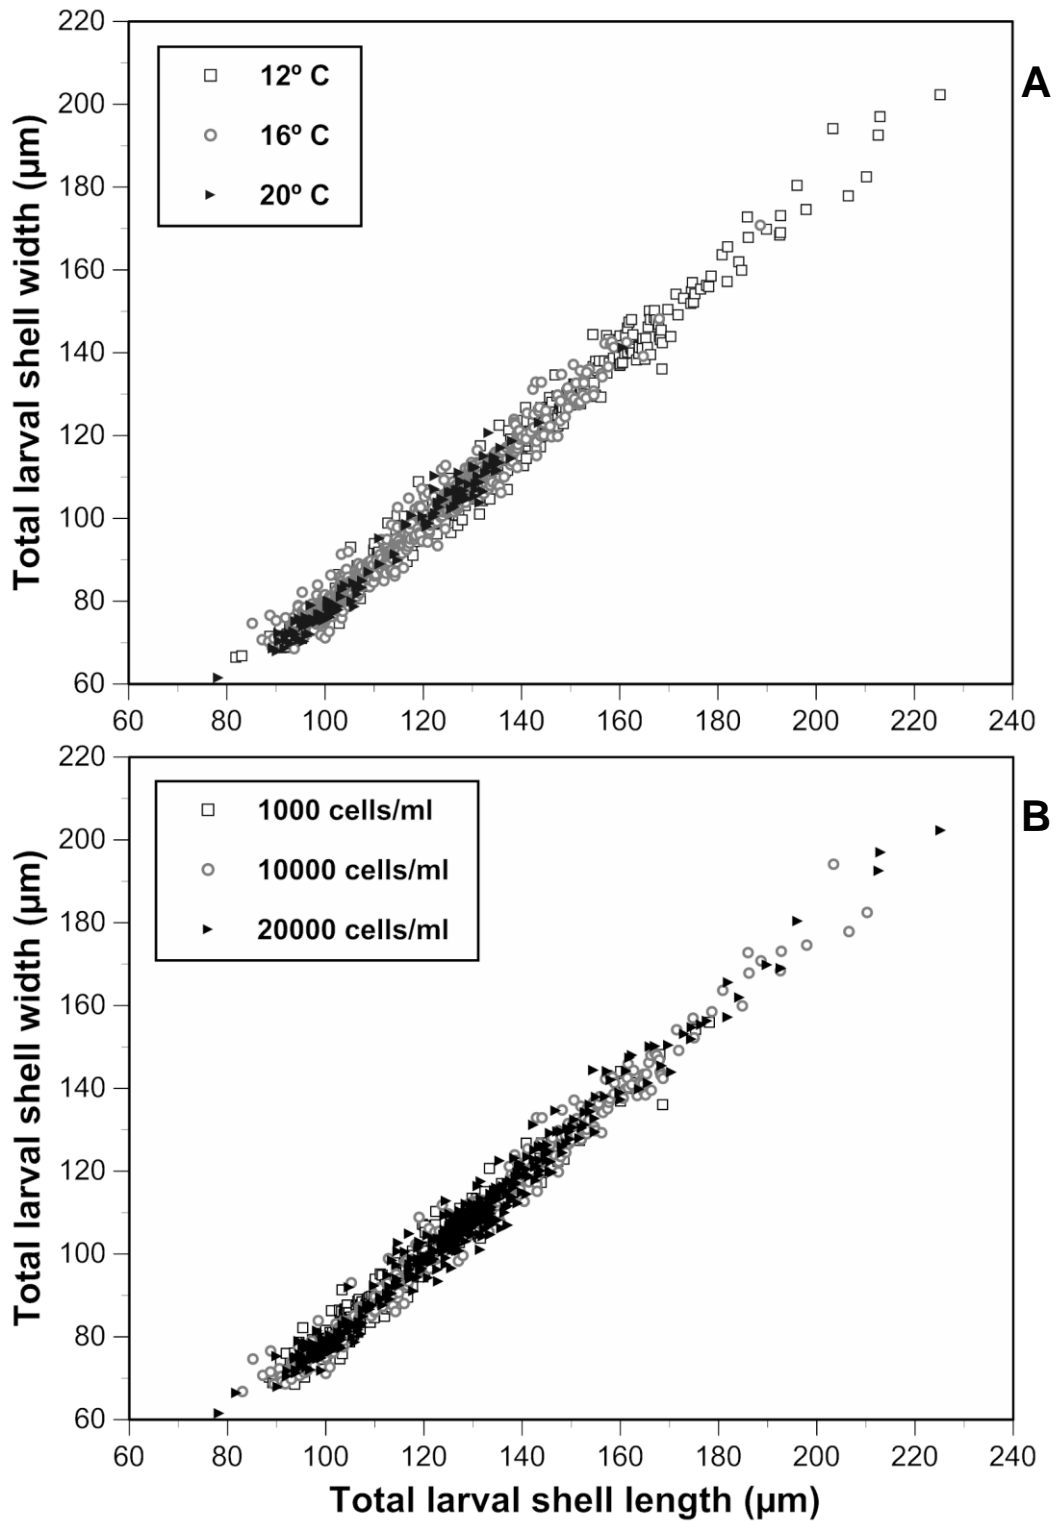 A
12º C
16º C
20º C
Total larval shell width (µm)
220
200
180
160
140
120
100
80
60
60 80 100 120 140 160 180 200 220 240
B
1000 cells/ml
10000 cells/ml
20000 cells/ml
Total larval shell width (µm)
220
200
180
160
140
120
100
80
60
60 80 100 120 140 160 180 200 220 240
Total larval shell length (µm)